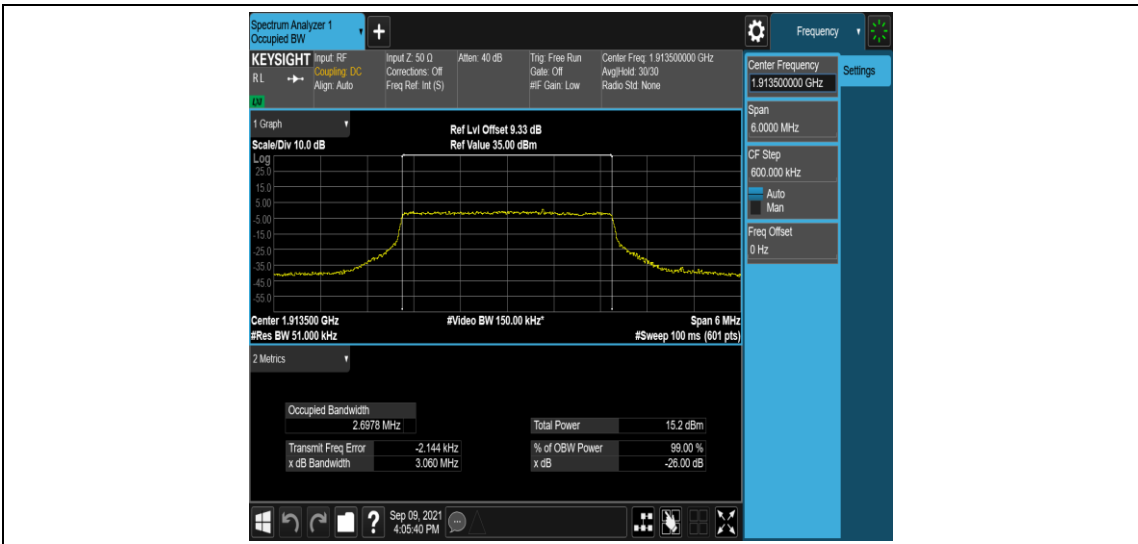 Spectrum Analyzer 1
Occupied BW
+
Frequency
KEYSIGHT
RL
LXI
Input: RF
Coupling: DC
Align: Auto
Input Z: 50 Ω
Corrections: Off
Freq Ref: Int (S)
Atten: 40 dB
Trig: Free Run
Gate: Off
#IF Gain: Low
Center Freq: 1.913500000 GHz
Avg|Hold: 30/30
Radio Std: None
Center Frequency
1.913500000 GHz
Settings
Span
6.0000 MHz
CF Step
600.000 kHz
Auto
Man
Freq Offset
0 Hz
1 Graph
Scale/Div 10.0 dB
Ref Lvl Offset 9.33 dB
Ref Value 35.00 dBm
Log
25.0
15.0
5.00
-5.00
-15.0
-25.0
-35.0
-45.0
-55.0
Center 1.913500 GHz
#Res BW 51.000 kHz
#Video BW 150.00 kHz*
Span 6 MHz
#Sweep 100 ms (601 pts)
2 Metrics
Occupied Bandwidth
2.6978 MHz
Total Power 15.2 dBm
Transmit Freq Error -2.144 kHz
% of OBW Power 99.00 %
x dB Bandwidth 3.060 MHz
x dB -26.00 dB
?
Sep 09, 2021
4:05:40 PM